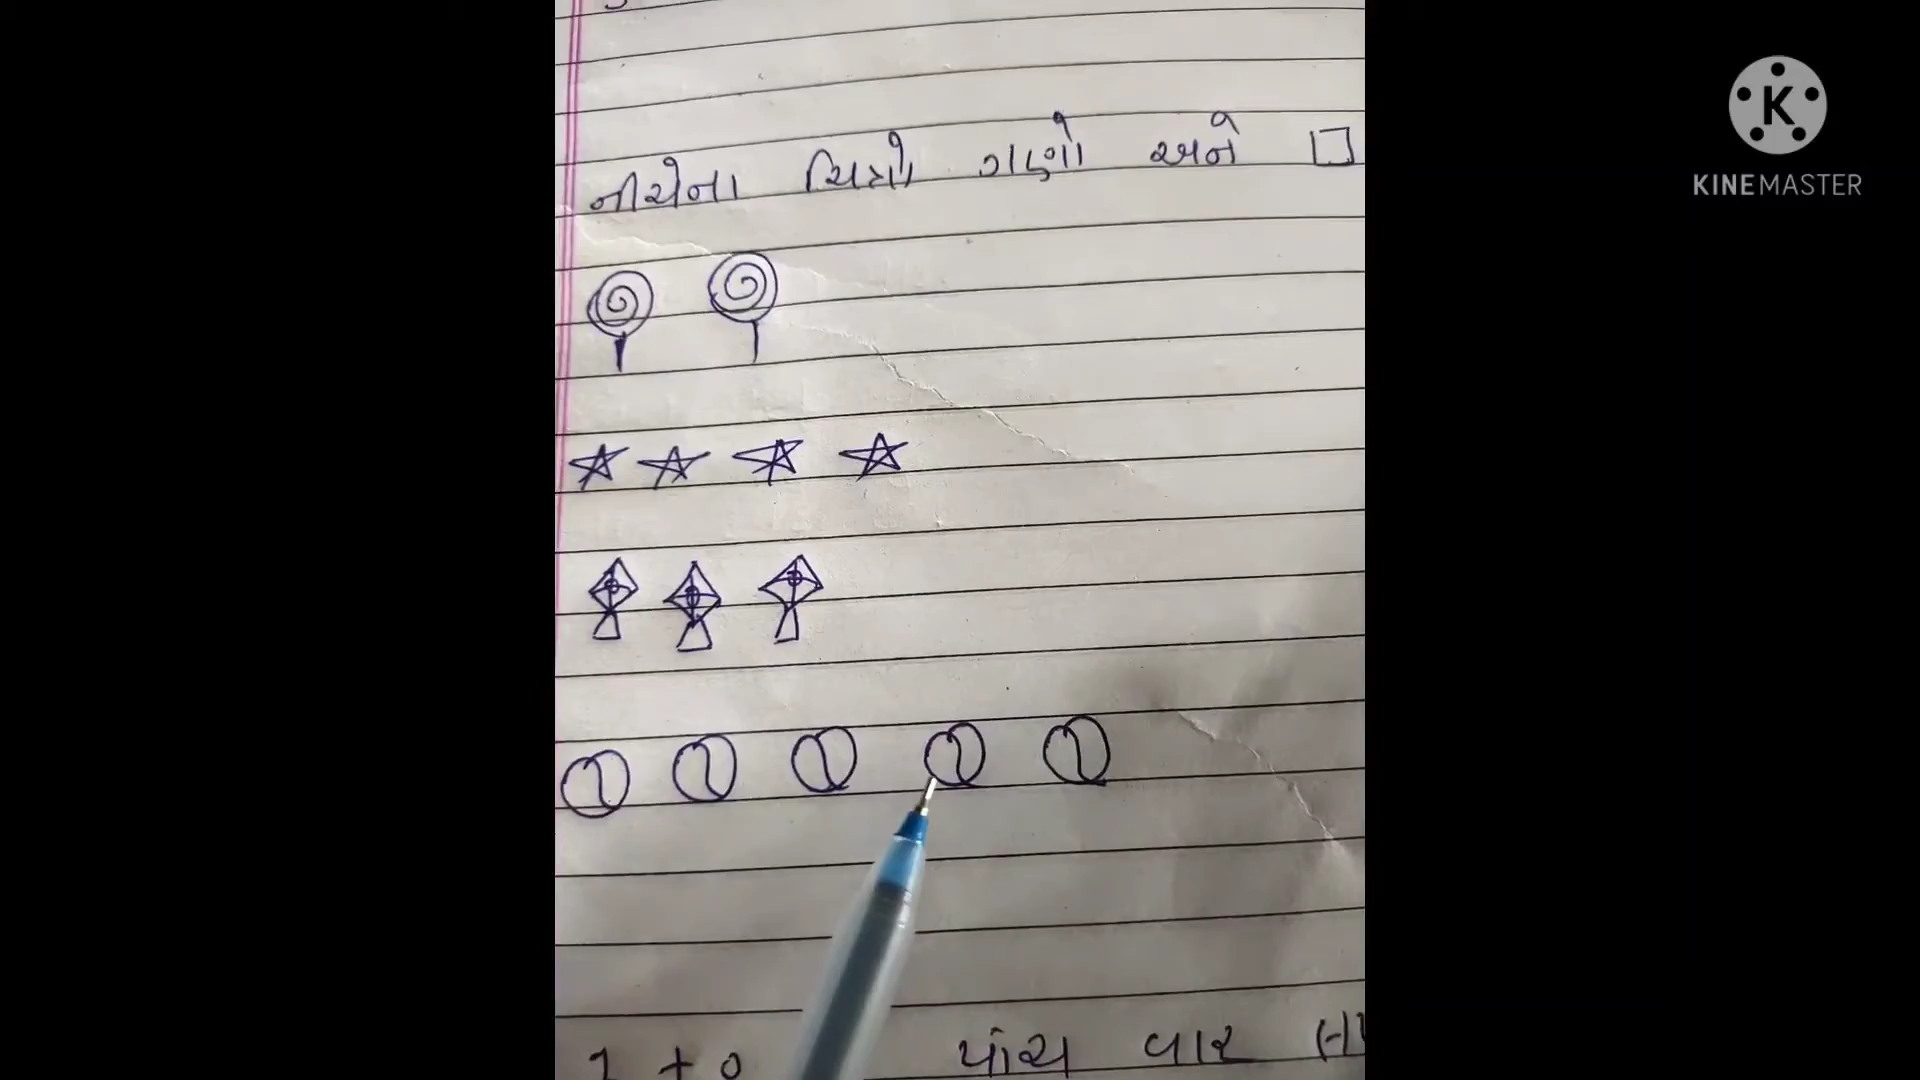 નીચેના ચિત્રો ગણો અને □
1 + 0 પાંચ વાર
K
KINEMASTER